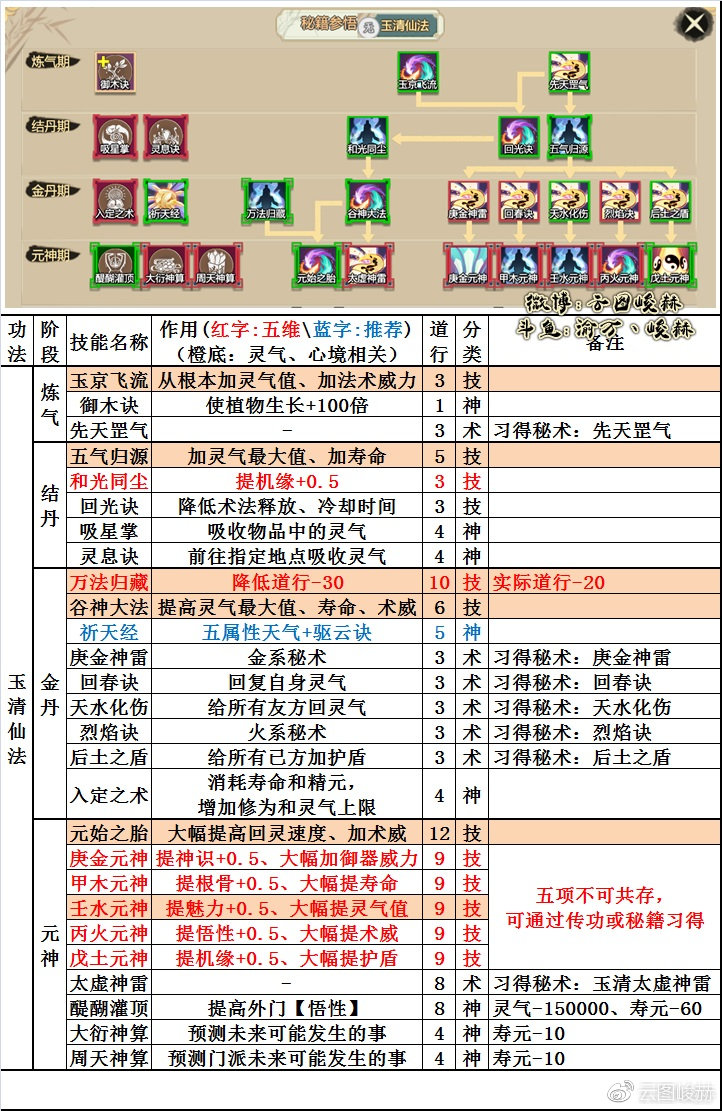 秘籍参悟 无 玉清仙法
炼气期
御木诀 玉京飞流 先天罡气
结丹期
吸星掌 灵息诀 和光同尘 回光诀 五气归源
金丹期
入定之术 祈天经 万法归藏 谷神大法 庚金神雷 回春诀 天水化伤 烈焰诀 后土之盾
元神期
醍醐灌顶 大衍神算 周天神算 元始之胎 太虚神雷 庚金元神 甲木元神 壬水元神 丙火元神 戊土元神
微博:云图峻赫
斗鱼:渝万丶峻赫
功法 阶段 技能名称 作用(红字:五维\蓝字:推荐) 道行 分类 备注
(橙底:灵气、心境相关)
玉清仙法
炼气
玉京飞流 从根本加灵气值、加法术威力 3 技
御木诀 使植物生长+100倍 1 神
先天罡气 - 3 术 习得秘术:先天罡气
结丹
五气归源 加灵气最大值、加寿命 5 技
和光同尘 提机缘+0.5 3 技
回光诀 降低术法释放、冷却时间 3 技
吸星掌 吸收物品中的灵气 4 神
灵息诀 前往指定地点吸收灵气 4 神
金丹
万法归藏 降低道行-30 10 技 实际道行-20
谷神大法 提高灵气最大值、寿命、术威 6 技
祈天经 五属性天气+驱云诀 5 神
庚金神雷 金系秘术 3 术 习得秘术:庚金神雷
回春诀 回复自身灵气 3 术 习得秘术:回春诀
天水化伤 给所有友方回灵气 3 术 习得秘术:天水化伤
烈焰诀 火系秘术 3 术 习得秘术:烈焰诀
后土之盾 给所有己方加护盾 3 术 习得秘术:后土之盾
入定之术 消耗寿命和精元, 4 神
增加修为和灵气上限
元神
元始之胎 大幅提高回灵速度、加术威 12 技
庚金元神 提神识+0.5、大幅加御器威力 9 技
甲木元神 提根骨+0.5、大幅提寿命 9 技
壬水元神 提魅力+0.5、大幅提灵气值 9 技
丙火元神 提悟性+0.5、大幅提术威 9 技
戊土元神 提机缘+0.5、大幅提护盾 9 技
五项不可共存,
可通过传功或秘籍习得
太虚神雷 - 8 术 习得秘术:玉清太虚神雷
醍醐灌顶 提高外门【悟性】 8 神 灵气-150000、寿元-60
大衍神算 预测未来可能发生的事 4 神 寿元-10
周天神算 预测门派未来可能发生的事 4 神 寿元-10
云图峻赫